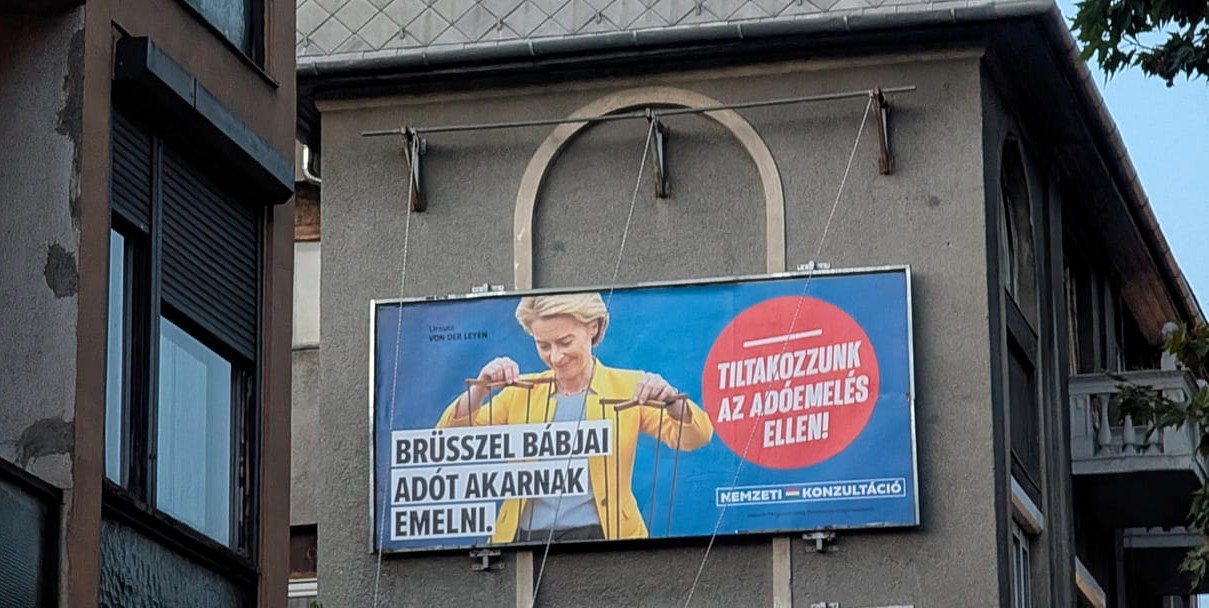 Ursula
VON DER LEYEN
BRÜSSZEL BÁBJAI
ADÓT AKARNAK
EMELNI.
TILTAKOZZUNK
AZ ADÓEMELÉS
ELLEN!
NEMZETI KONZULTÁCIÓ